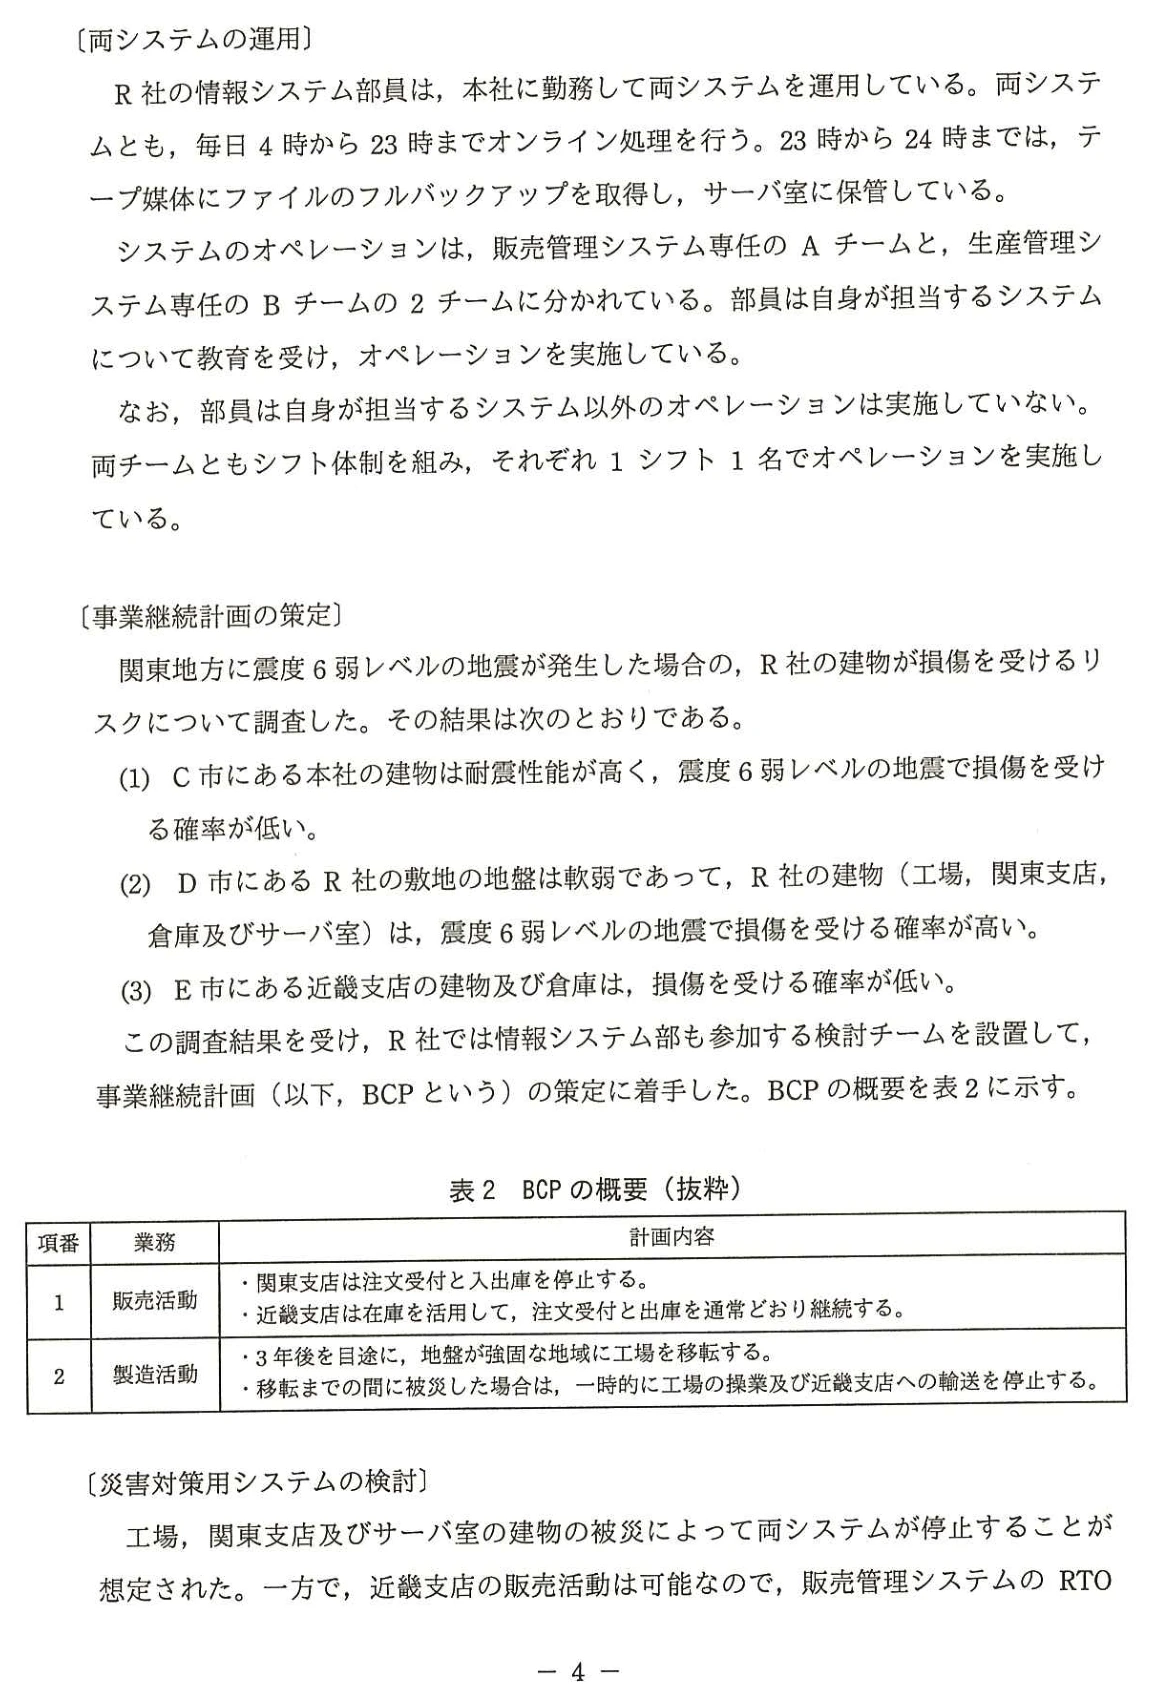 〔両システムの運用〕
R 社の情報システム部員は，本社に勤務して両システムを運用している。両システ
ムとも，毎日 4 時から 23 時までオンライン処理を行う。23 時から 24 時までは，テ
ープ媒体にファイルのフルバックアップを取得し，サーバ室に保管している。
システムのオペレーションは，販売管理システム専任の A チームと，生産管理シ
ステム専任の B チームの 2 チームに分かれている。部員は自身が担当するシステム
について教育を受け，オペレーションを実施している。
なお，部員は自身が担当するシステム以外のオペレーションは実施していない。
両チームともシフト体制を組み，それぞれ 1 シフト 1 名でオペレーションを実施し
ている。
〔事業継続計画の策定〕
関東地方に震度 6 弱レベルの地震が発生した場合の，R 社の建物が損傷を受けるリ
スクについて調査した。その結果は次のとおりである。
(1) C 市にある本社の建物は耐震性能が高く，震度 6 弱レベルの地震で損傷を受け
る確率が低い。
(2) D 市にある R 社の敷地の地盤は軟弱であって，R 社の建物（工場，関東支店，
倉庫及びサーバ室）は，震度 6 弱レベルの地震で損傷を受ける確率が高い。
(3) E 市にある近畿支店の建物及び倉庫は，損傷を受ける確率が低い。
この調査結果を受け，R 社では情報システム部も参加する検討チームを設置して，
事業継続計画（以下，BCP という）の策定に着手した。BCP の概要を表 2 に示す。
表 2 BCP の概要（抜粋）
項番 業務 計画内容
1 販売活動 ・関東支店は注文受付と入出庫を停止する。
・近畿支店は在庫を活用して，注文受付と出庫を通常どおり継続する。
2 製造活動 ・3 年後を目途に，地盤が強固な地域に工場を移転する。
・移転までの間に被災した場合は，一時的に工場の操業及び近畿支店への輸送を停止する。
〔災害対策用システムの検討〕
工場，関東支店及びサーバ室の建物の被災によって両システムが停止することが
想定された。一方で，近畿支店の販売活動は可能なので，販売管理システムの RTO
－ 4 －